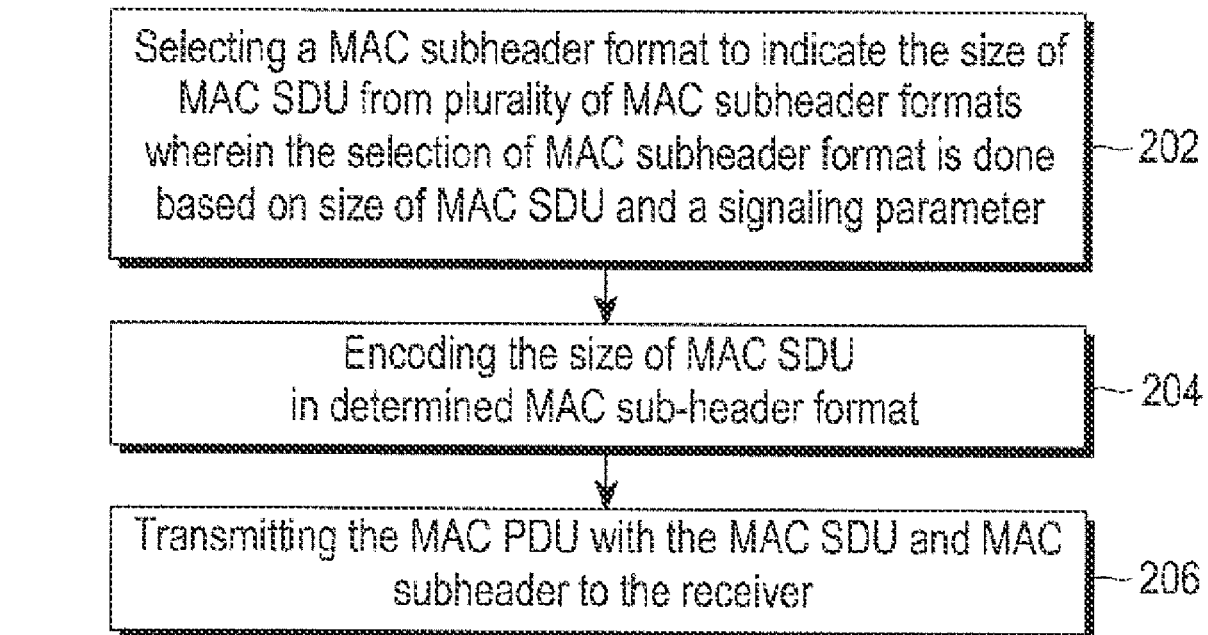 Selecting a MAC subheader format to indicate the size of
MAC SDU from plurality of MAC subheader formats
wherein the selection of MAC subheader format is done
based on size of MAC SDU and a signaling parameter
202
Encoding the size of MAC SDU
in determined MAC sub-header format
204
Transmitting the MAC PDU with the MAC SDU and MAC
subheader to the receiver
206